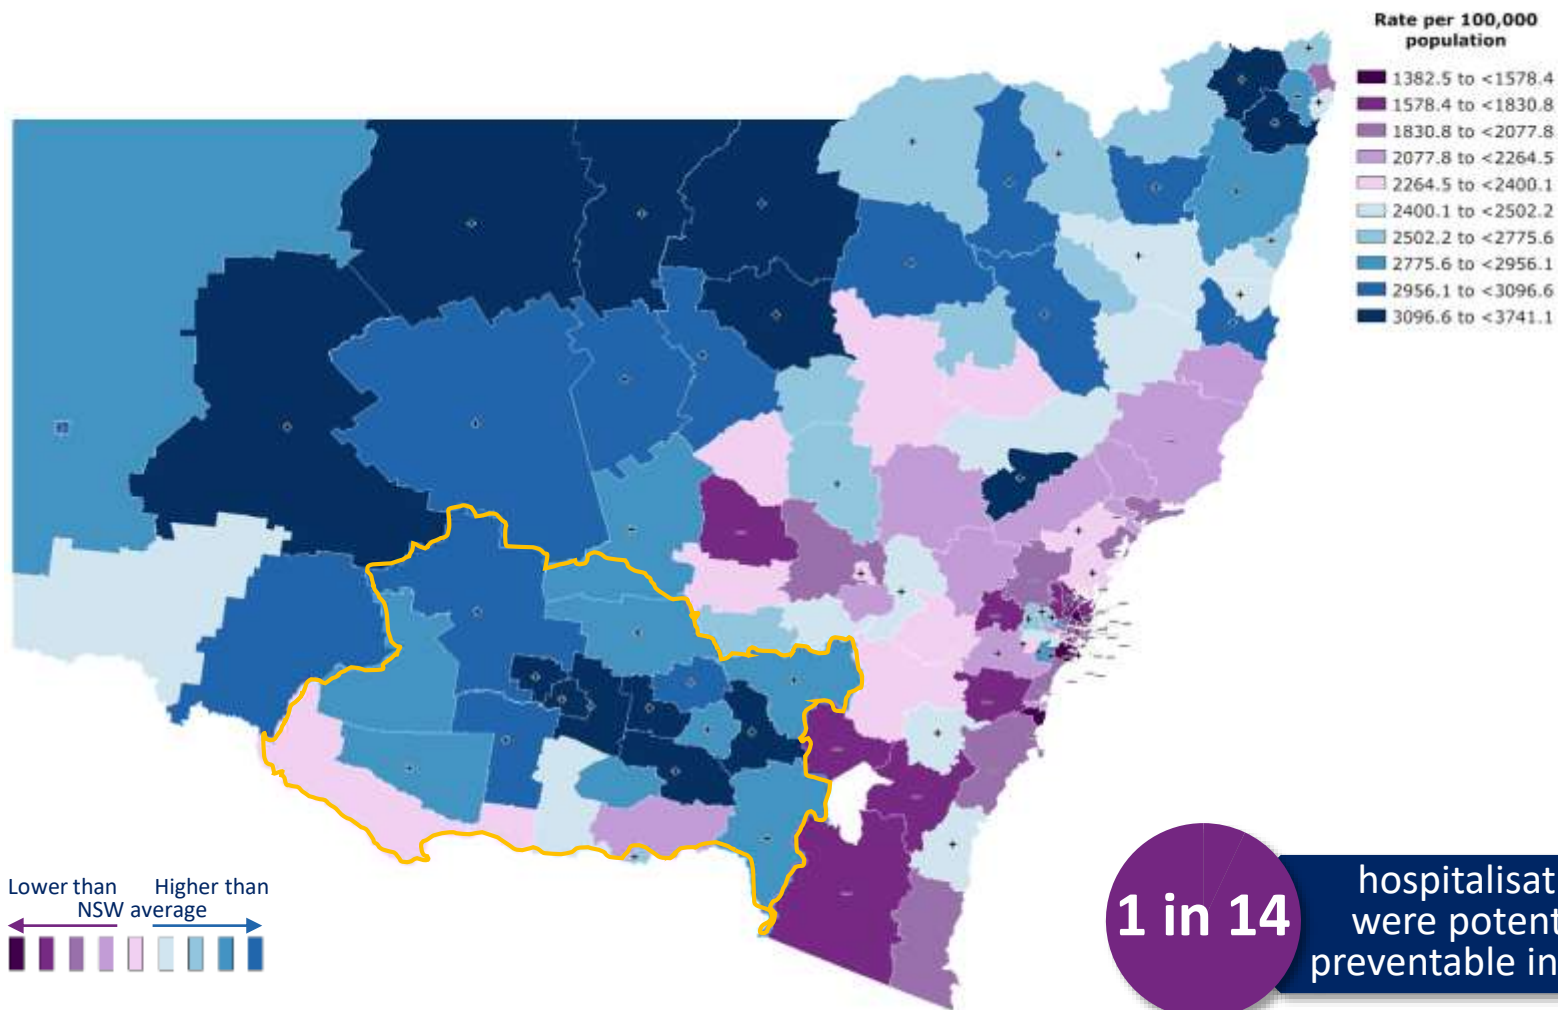 Rate per 100,000
population
1382.5 to <1578.4
1578.4 to <1830.8
1830.8 to <2077.8
2077.8 to <2264.5
2264.5 to <2400.1
2400.1 to <2502.2
2502.2 to <2775.6
2775.6 to <2956.1
2956.1 to <3096.6
3096.6 to <3741.1
Lower than Higher than
NSW average
1 in 14
hospitalisat
were potent
preventable in